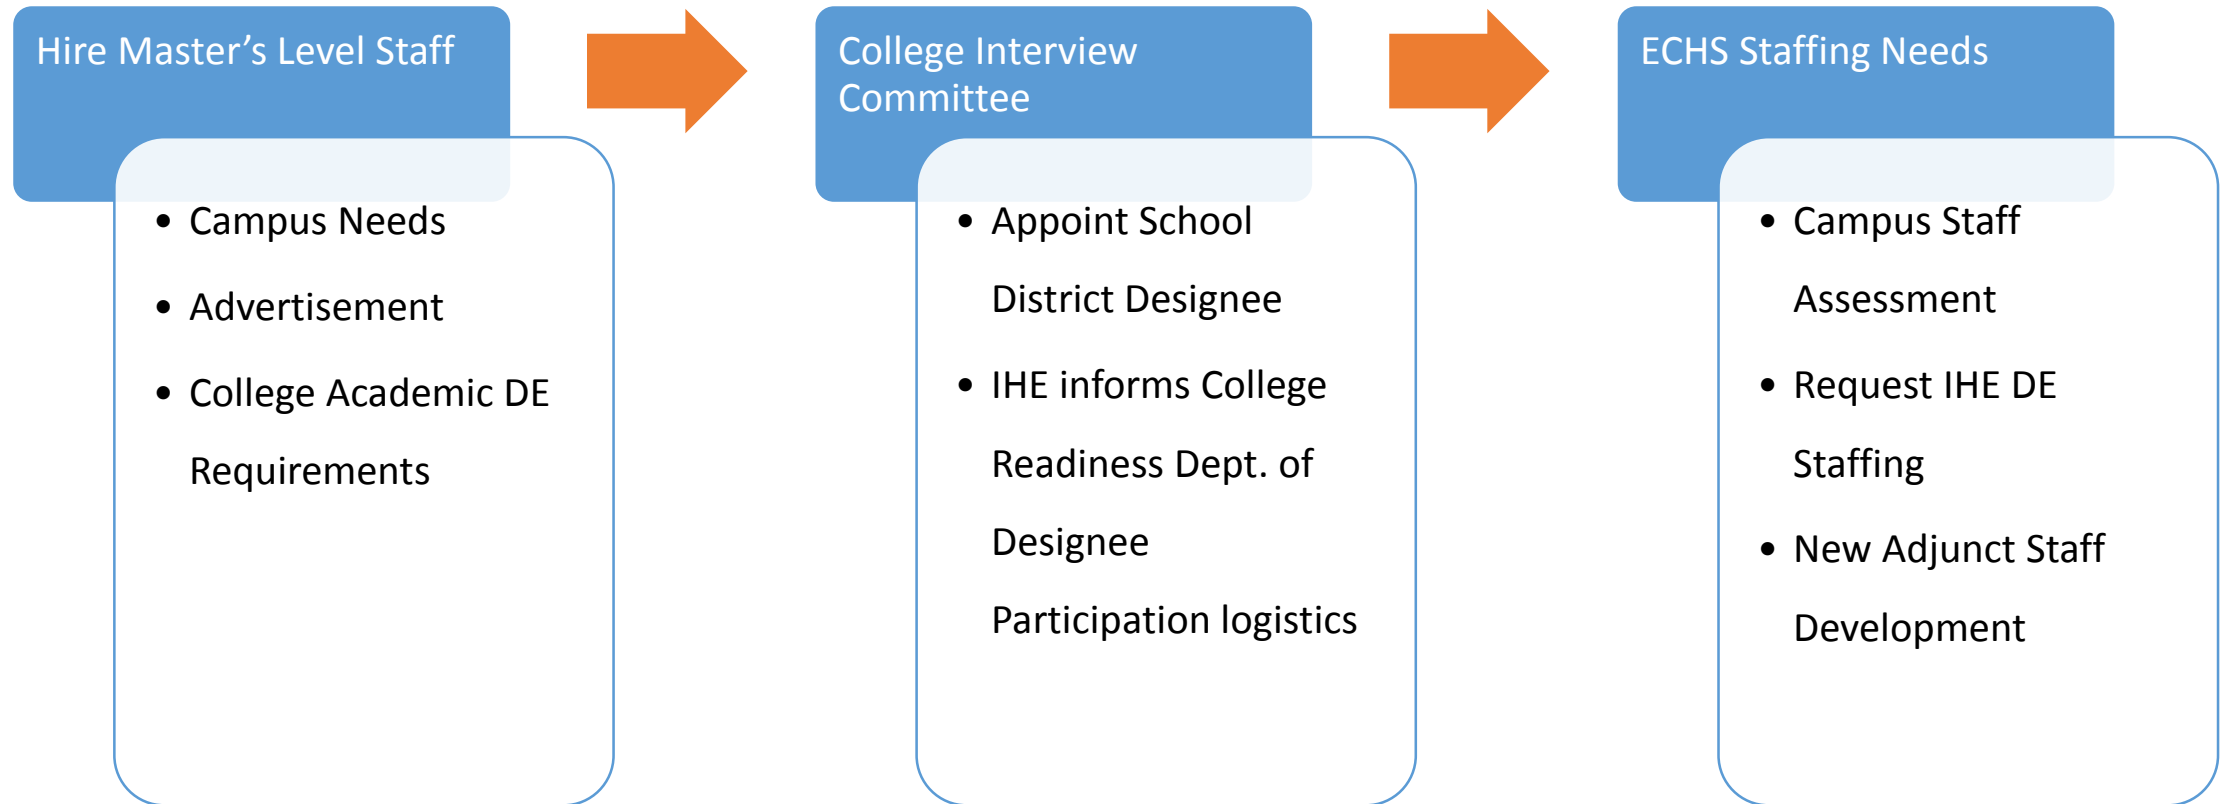 Hire Master’s Level Staff
• Campus Needs
• Advertisement
• College Academic DE
Requirements
College Interview
Committee
• Appoint School
District Designee
• IHE informs College
Readiness Dept. of
Designee
Participation logistics
ECHS Staffing Needs
• Campus Staff
Assessment
• Request IHE DE
Staffing
• New Adjunct Staff
Development